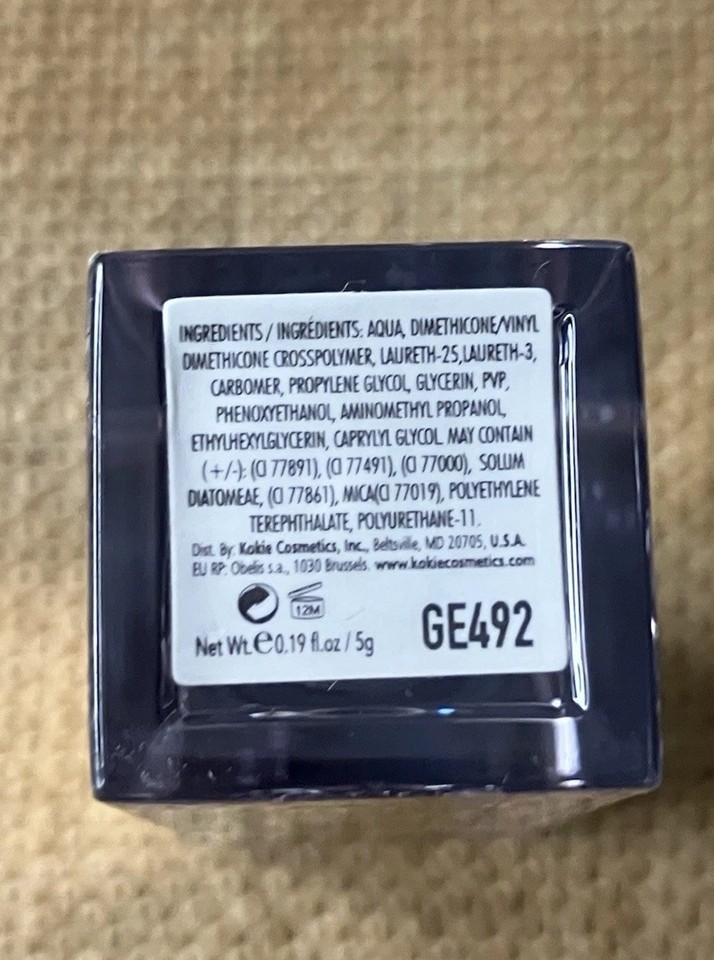 INGREDIENTS / INGRÉDIENTS: AQUA, DIMETHICONE/VINYL
DIMETHICONE CROSSPOLYMER, LAURETH-25,LAURETH-3,
CARBOMER, PROPYLENE GLYCOL, GLYCERIN, PVP,
PHENOXYETHANOL, AMINOMETHYL PROPANOL,
ETHYLHEXYLGLYCERIN, CAPRYLYL GLYCOL. MAY CONTAIN
(+/-): (CI 77891), (CI 77491), (CI 77000), SOLUM
DIATOMEAE, (CI 77861), MICA(CI 77019), POLYETHYLENE
TEREPHTHALATE, POLYURETHANE-11.
Dist. By: Kokie Cosmetics, Inc., Beltsville, MD 20705, U.S.A.
EU RP: Obelis s.a., 1030 Brussels. www.kokiecosmetics.com
12M
GE492
Net Wt.℮0.19 fl.oz / 5g